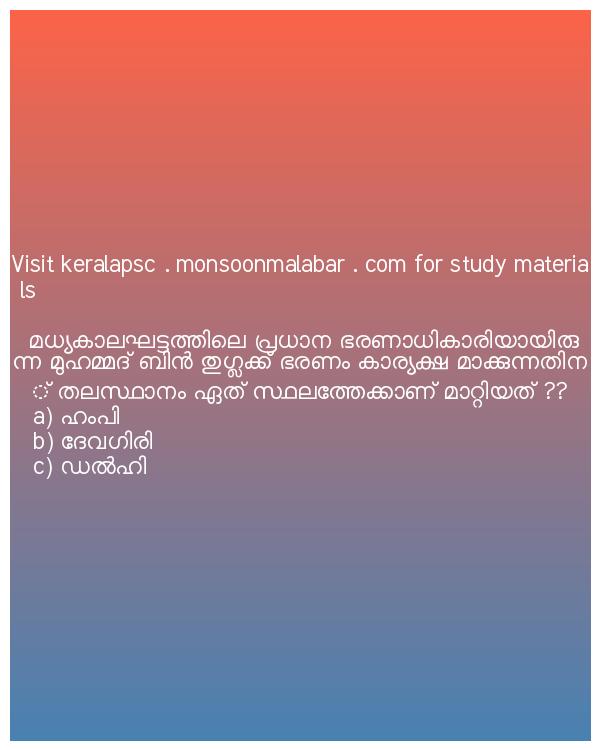 Visit keralapsc . monsoonmalabar . com for study materia
ls
മധ്യകാലഘട്ടത്തിലെ പ്രധാന ഭരണാധികാരിയായിരു
ന്ന മുഹമ്മദ് ബിൻ തുഗ്ലക്ക് ഭരണം കാര്യക്ഷ മാക്കുന്നതിന
് തലസ്ഥാനം ഏത് സ്ഥലത്തേക്കാണ് മാറ്റിയത് ??
a) ഹംപി
b) ദേവഗിരി
c) ഡൽഹി